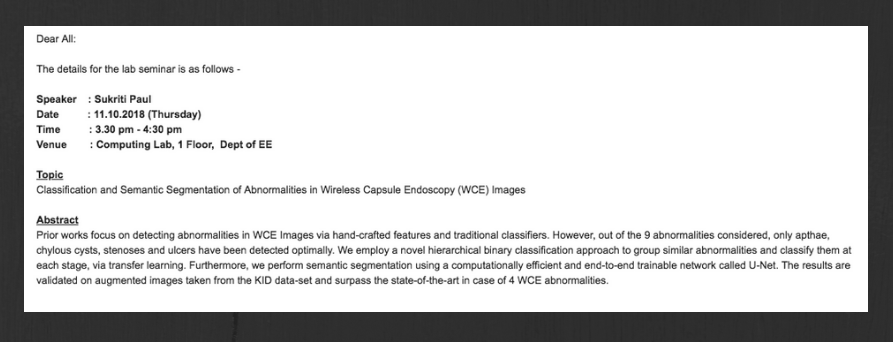 Dear All:
The details for the lab seminar is as follows -
Speaker : Sukriti Paul
Date : 11.10.2018 (Thursday)
Time : 3.30 pm - 4:30 pm
Venue : Computing Lab, 1 Floor, Dept of EE
Topic
Classification and Semantic Segmentation of Abnormalities in Wireless Capsule Endoscopy (WCE) Images
Abstract
Prior works focus on detecting abnormalities in WCE Images via hand-crafted features and traditional classifiers. However, out of the 9 abnormalities considered, only apthae,
chylous cysts, stenoses and ulcers have been detected optimally. We employ a novel hierarchical binary classification approach to group similar abnormalities and classify them at
each stage, via transfer learning. Furthermore, we perform semantic segmentation using a computationally efficient and end-to-end trainable network called U-Net. The results are
validated on augmented images taken from the KID data-set and surpass the state-of-the-art in case of 4 WCE abnormalities.